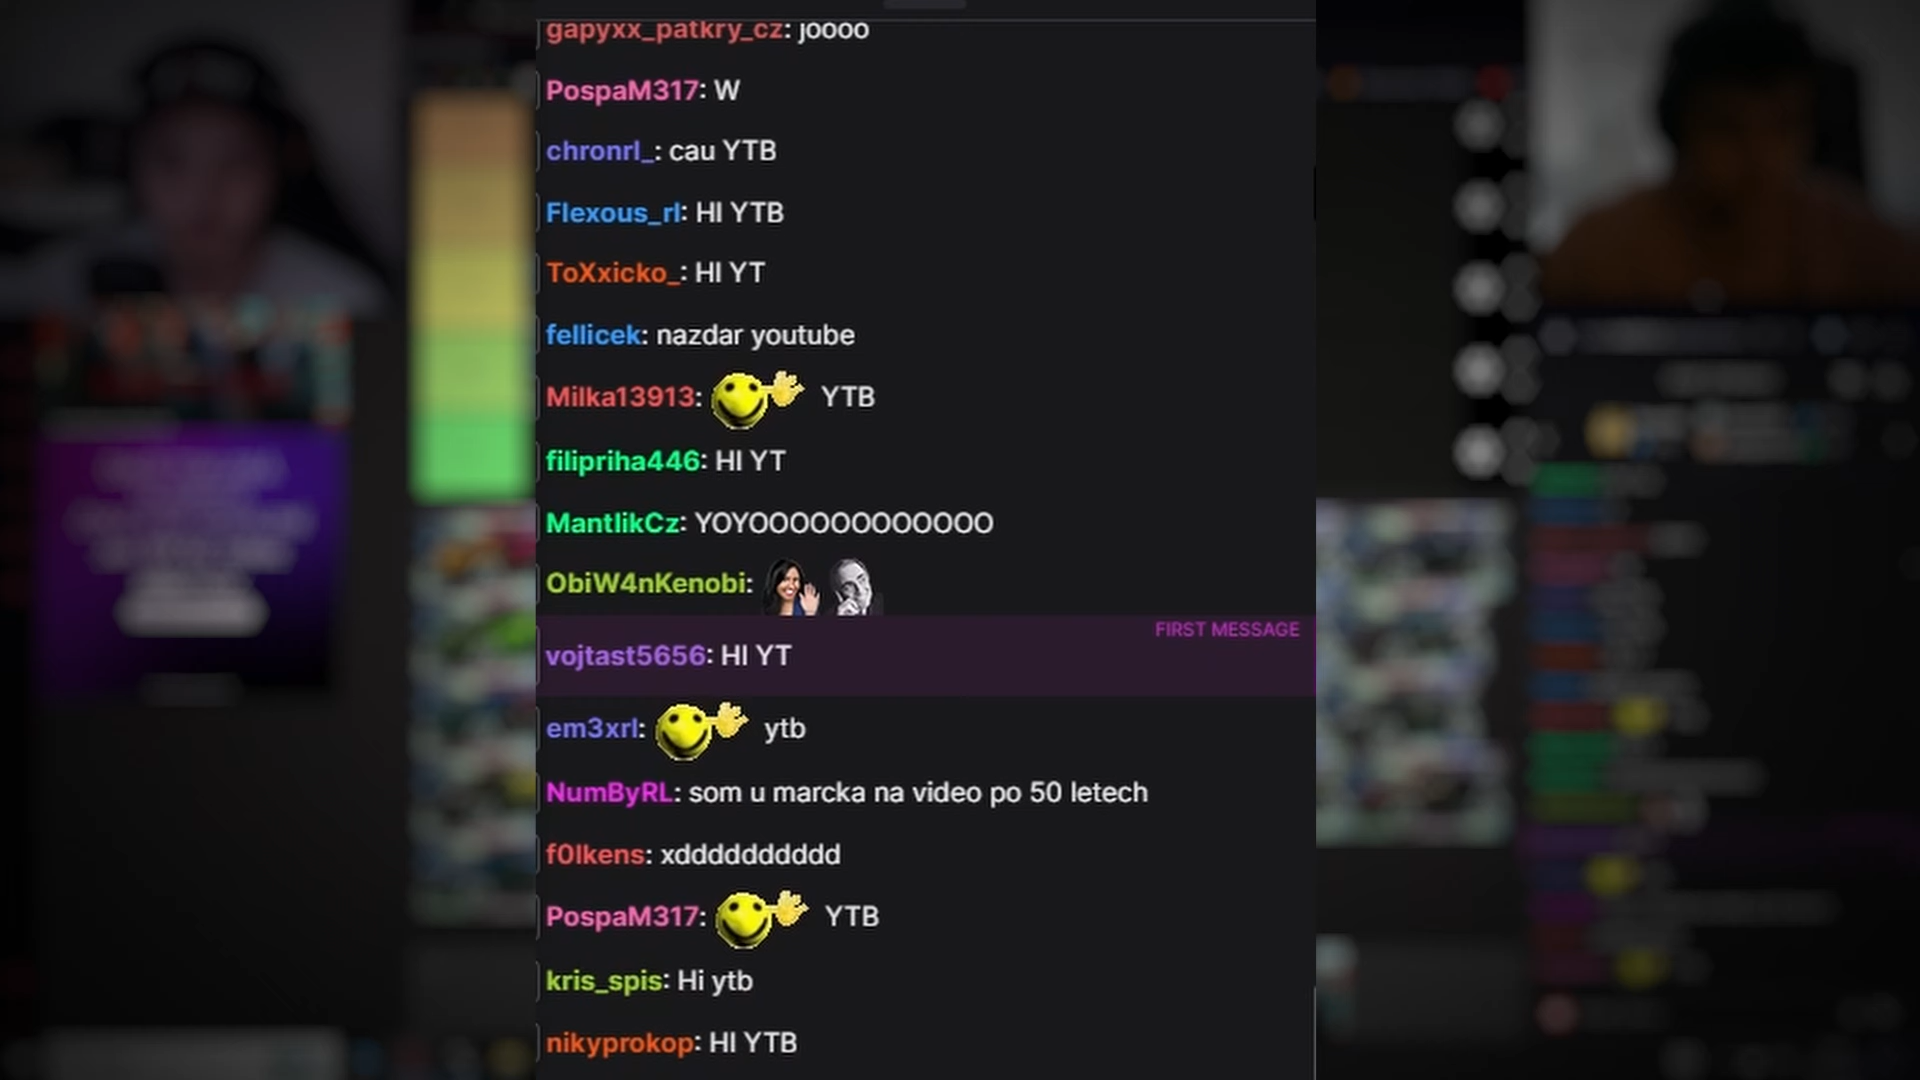 gapyxx_patkry_cz: joooo
PospaM317: W
chronrl_: cau YTB
Flexous_rl: HI YTB
ToXxicko_: HI YT
fellicek: nazdar youtube
Milka13913: YTB
filipriha446: HI YT
MantlikCz: YOYOOOOOOOOOOOO
ObiW4nKenobi:
FIRST MESSAGE
vojtast5656: HI YT
em3xrl: ytb
NumByRL: som u marcka na video po 50 letech
f0lkens: xdddddddddd
PospaM317: YTB
kris_spis: Hi ytb
nikyprokop: HI YTB